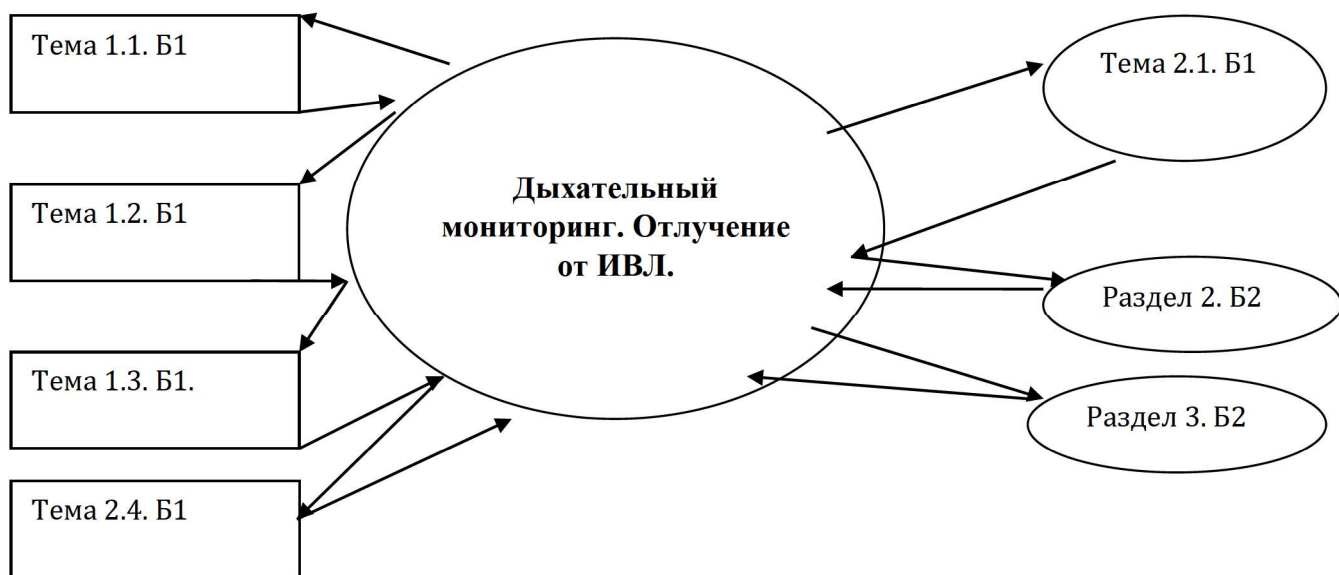 Тема 1.1. Б1
Тема 1.2. Б1
Тема 1.3. Б1.
Тема 2.4. Б1
Дыхательный
мониторинг. Отлучение
от ИВЛ.
Тема 2.1. Б1
Раздел 2. Б2
Раздел 3. Б2